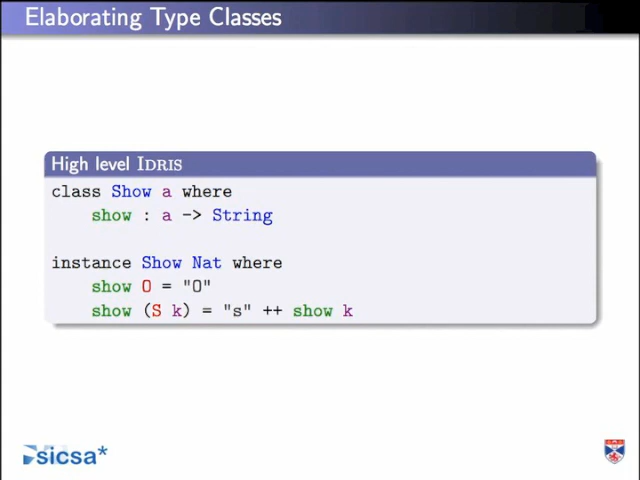 Elaborating Type Classes
High level IDRIS
class Show a where
    show : a -> String
instance Show Nat where
    show O = "O"
    show (S k) = "s" ++ show k
sicsa*